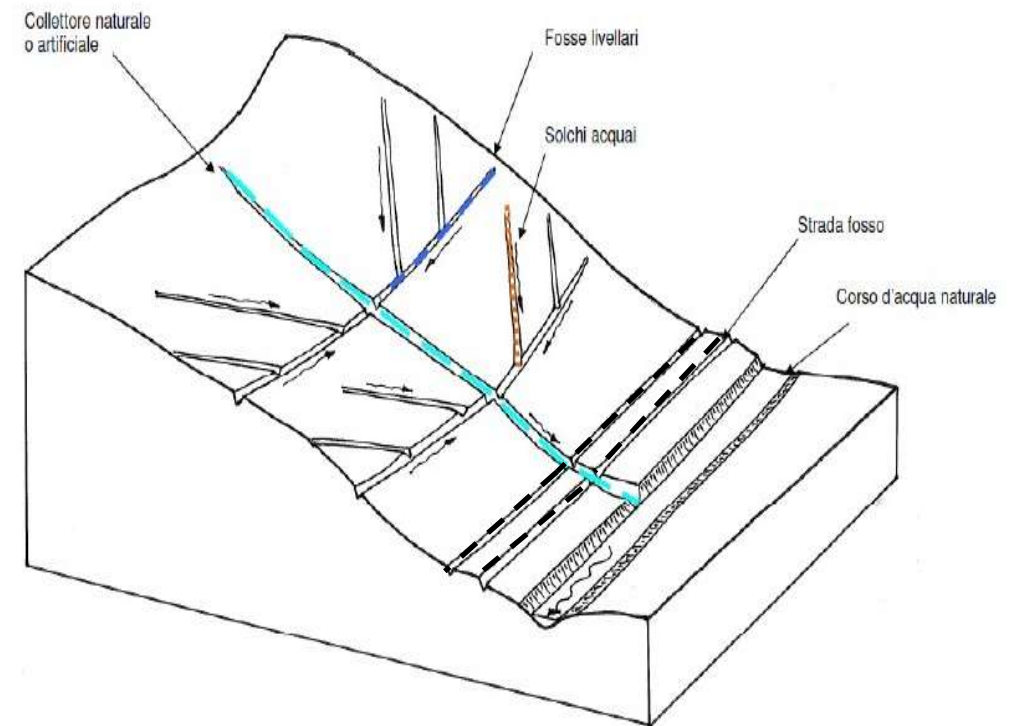 Collettore naturale
o artificiale
Fosse livellari
Solchi acquai
Strada fosso
Corso d'acqua naturale